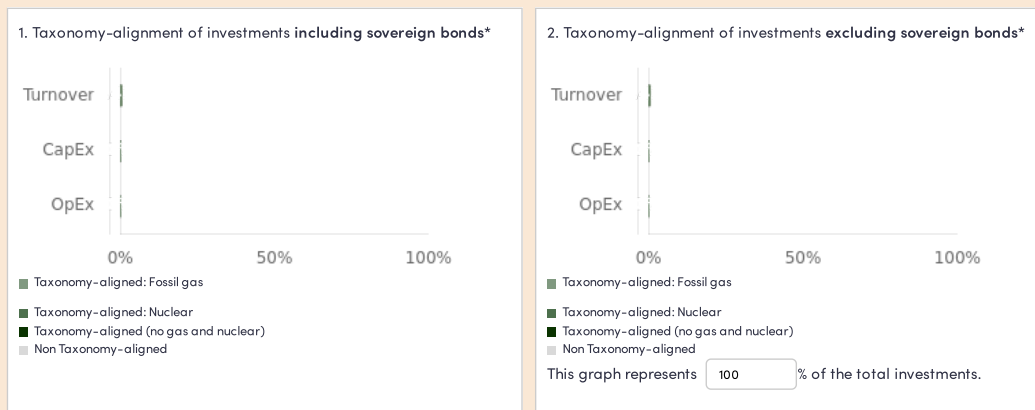 1. Taxonomy-alignment of investments including sovereign bonds*
Turnover
CapEx
OpEx
0% 50% 100%
Taxonomy-aligned: Fossil gas
Taxonomy-aligned: Nuclear
Taxonomy-aligned (no gas and nuclear)
Non Taxonomy-aligned
2. Taxonomy-alignment of investments excluding sovereign bonds*
Turnover
CapEx
OpEx
0% 50% 100%
Taxonomy-aligned: Fossil gas
Taxonomy-aligned: Nuclear
Taxonomy-aligned (no gas and nuclear)
Non Taxonomy-aligned
This graph represents 100 % of the total investments.